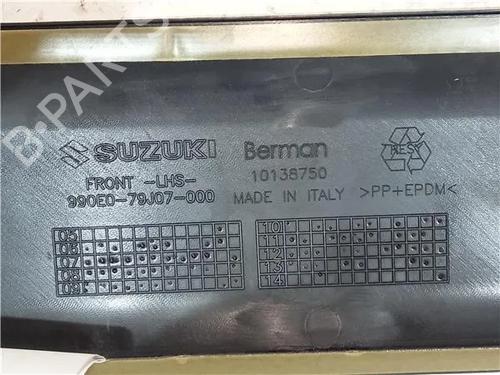 B-PARTS
SUZUKI
FRONT -LHS-
990E0-79J07-000
Berman
10138750
MADE IN ITALY >PP+EPDM<
05
06
07
08
09
10
11
12
13
14